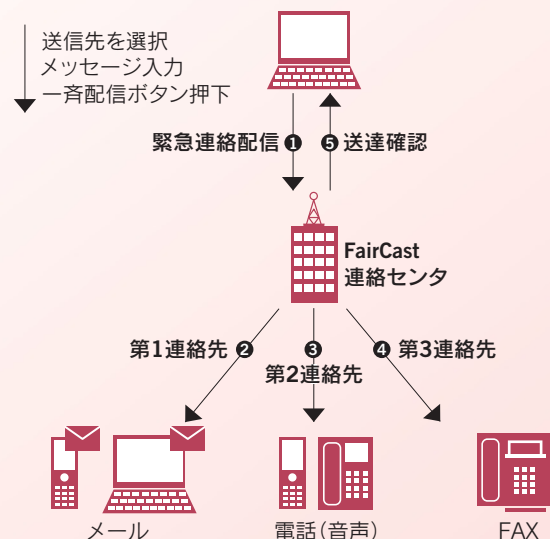 送信先を選択
メッセージ入力
一斉配信ボタン押下
緊急連絡配信 ❶ ❺ 送達確認
FairCast
連絡センタ
第1連絡先 ❷ ❸ ❹ 第3連絡先
第2連絡先
メール 電話(音声) FAX